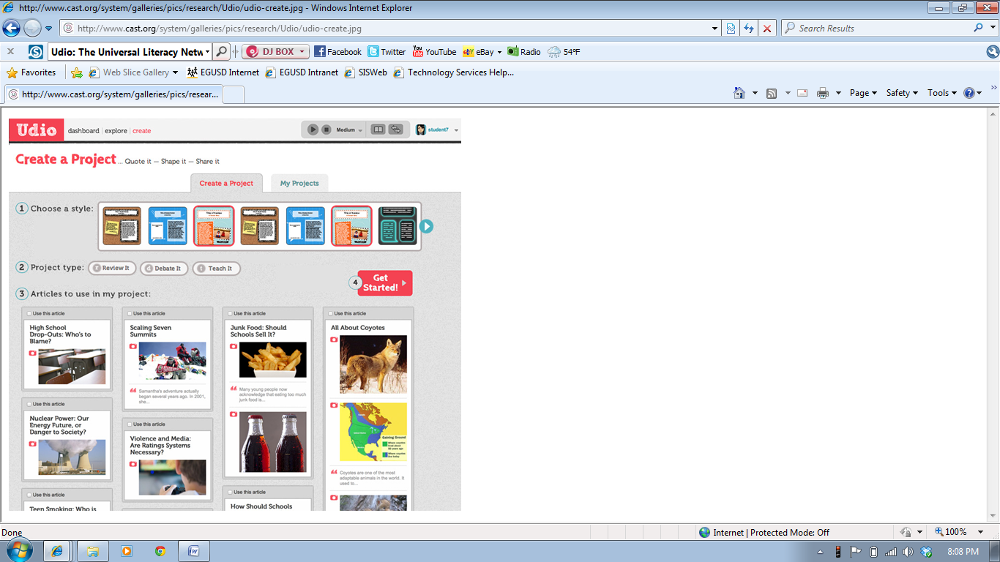 http://www.cast.org/system/galleries/pics/research/Udio/udio-create.jpg - Windows Internet Explorer
http://www.cast.org/system/galleries/pics/research/Udio/udio-create.jpg
Search Results
Udio: The Universal Literacy Netw
DJ BOX
Facebook
Twitter
YouTube
eBay
Radio
54°F
Favorites
Web Slice Gallery
EGUSD Internet
EGUSD Intranet
SISWeb
Technology Services Help...
http://www.cast.org/system/galleries/pics/resear...
Page
Safety
Tools
Udio
dashboard | explore | create
Medium
student7
Create a Project ... Quote it — Shape it — Share it
Create a Project
My Projects
1 Choose a style:
2 Project type:
r Review It
d Debate It
t Teach It
4 Get
Started!
3 Articles to use in my project:
Use this article
High School
Drop-Outs: Who's to
Blame?
Use this article
Nuclear Power: Our
Energy Future, or
Danger to Society?
Use this article
Teen Smoking: Who is
Use this article
Scaling Seven
Summits
Samantha's adventure actually
began several years ago. In 2001,
she...
Use this article
Violence and Media:
Are Ratings Systems
Necessary?
Use this article
Junk Food: Should
Schools Sell It?
Many young people now
acknowledge that eating too much
junk food is...
Use this article
How Should Schools
Use this article
All About Coyotes
Gaining Ground
Coyotes are one of the most
adaptable animals in the world. It
used to...
Done
Internet | Protected Mode: Off
100%
8:08 PM